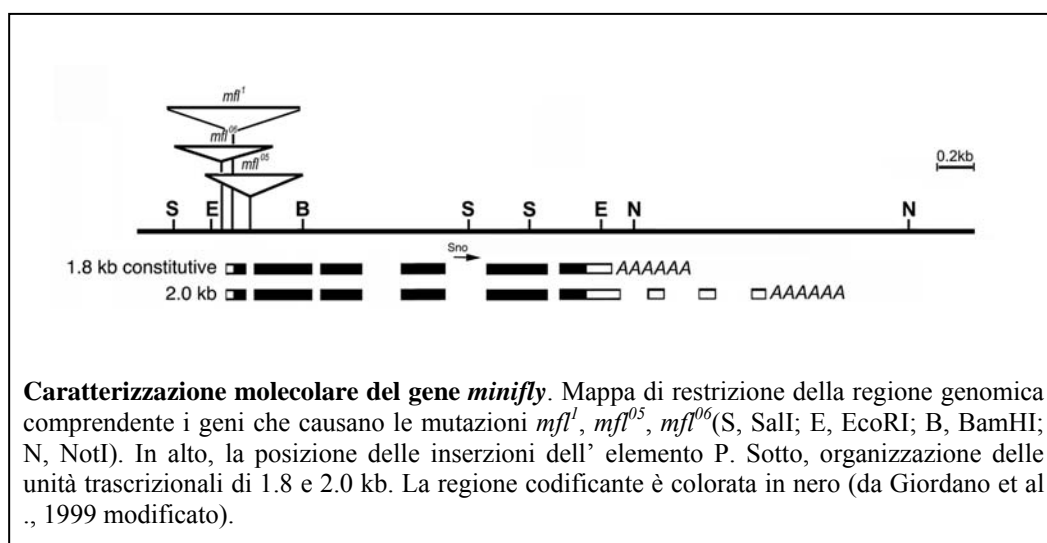 mfl1
mfl06
mfl05
0.2kb
S E B S S E N N
Sno
1.8 kb constitutive AAAAAA
2.0 kb AAAAAA
Caratterizzazione molecolare del gene minifly. Mappa di restrizione della regione genomica
comprendente i geni che causano le mutazioni mfl1, mfl05, mfl06(S, SalI; E, EcoRI; B, BamHI;
N, NotI). In alto, la posizione delle inserzioni dell' elemento P. Sotto, organizzazione delle
unità trascrizionali di 1.8 e 2.0 kb. La regione codificante è colorata in nero (da Giordano et al
., 1999 modificato).